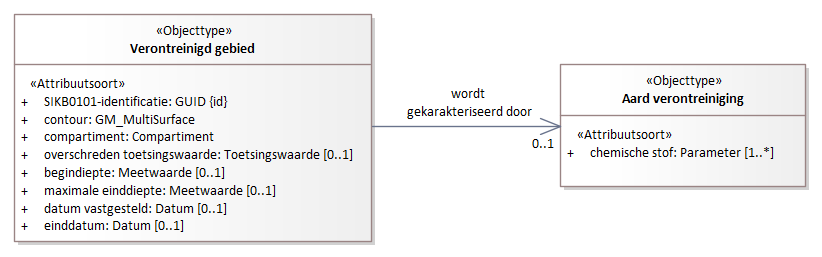 «Objecttype»
Verontreinigd gebied
«Attribuutsoort»
+ SIKB0101-identificatie: GUID {id}
+ contour: GM_MultiSurface
+ compartiment: Compartiment
+ overschreden toetsingswaarde: Toetsingswaarde [0..1]
+ begindiepte: Meetwaarde [0..1]
+ maximale einddiepte: Meetwaarde [0..1]
+ datum vastgesteld: Datum [0..1]
+ einddatum: Datum [0..1]
wordt
gekarakteriseerd door
0..1
«Objecttype»
Aard verontreiniging
«Attribuutsoort»
+ chemische stof: Parameter [1..*]